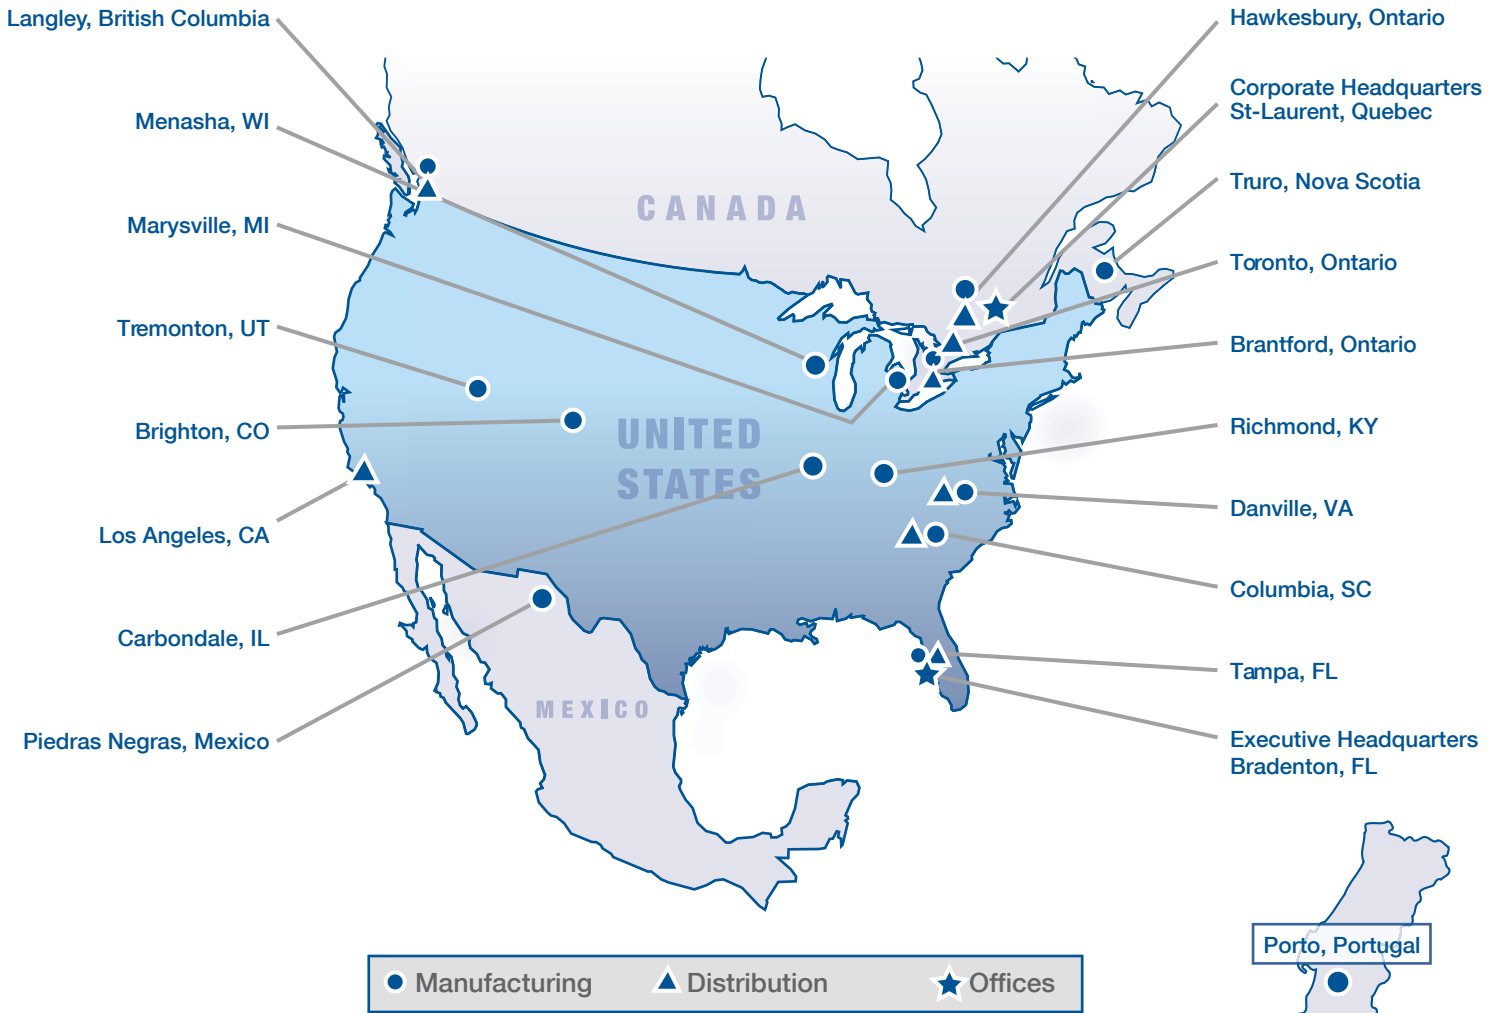 Langley, British Columbia
Menasha, WI
Marysville, MI
Tremonton, UT
Brighton, CO
Los Angeles, CA
Carbondale, IL
Piedras Negras, Mexico
CANADA
UNITED
STATES
MEXICO
Hawkesbury, Ontario
Corporate Headquarters
St-Laurent, Quebec
Truro, Nova Scotia
Toronto, Ontario
Brantford, Ontario
Richmond, KY
Danville, VA
Columbia, SC
Tampa, FL
Executive Headquarters
Bradenton, FL
Porto, Portugal
Manufacturing
Distribution
Offices